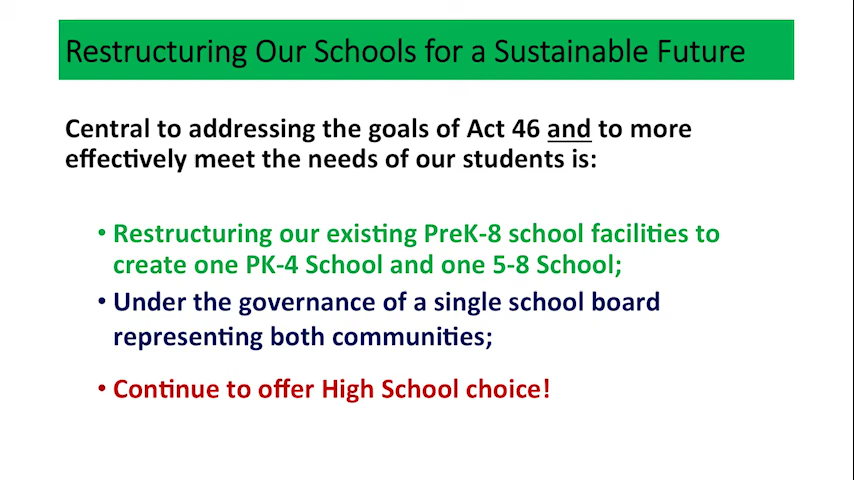 Restructuring Our Schools for a Sustainable Future
Central to addressing the goals of Act 46 and to more
effectively meet the needs of our students is:
• Restructuring our existing PreK-8 school facilities to
create one PK-4 School and one 5-8 School;
• Under the governance of a single school board
representing both communities;
• Continue to offer High School choice!